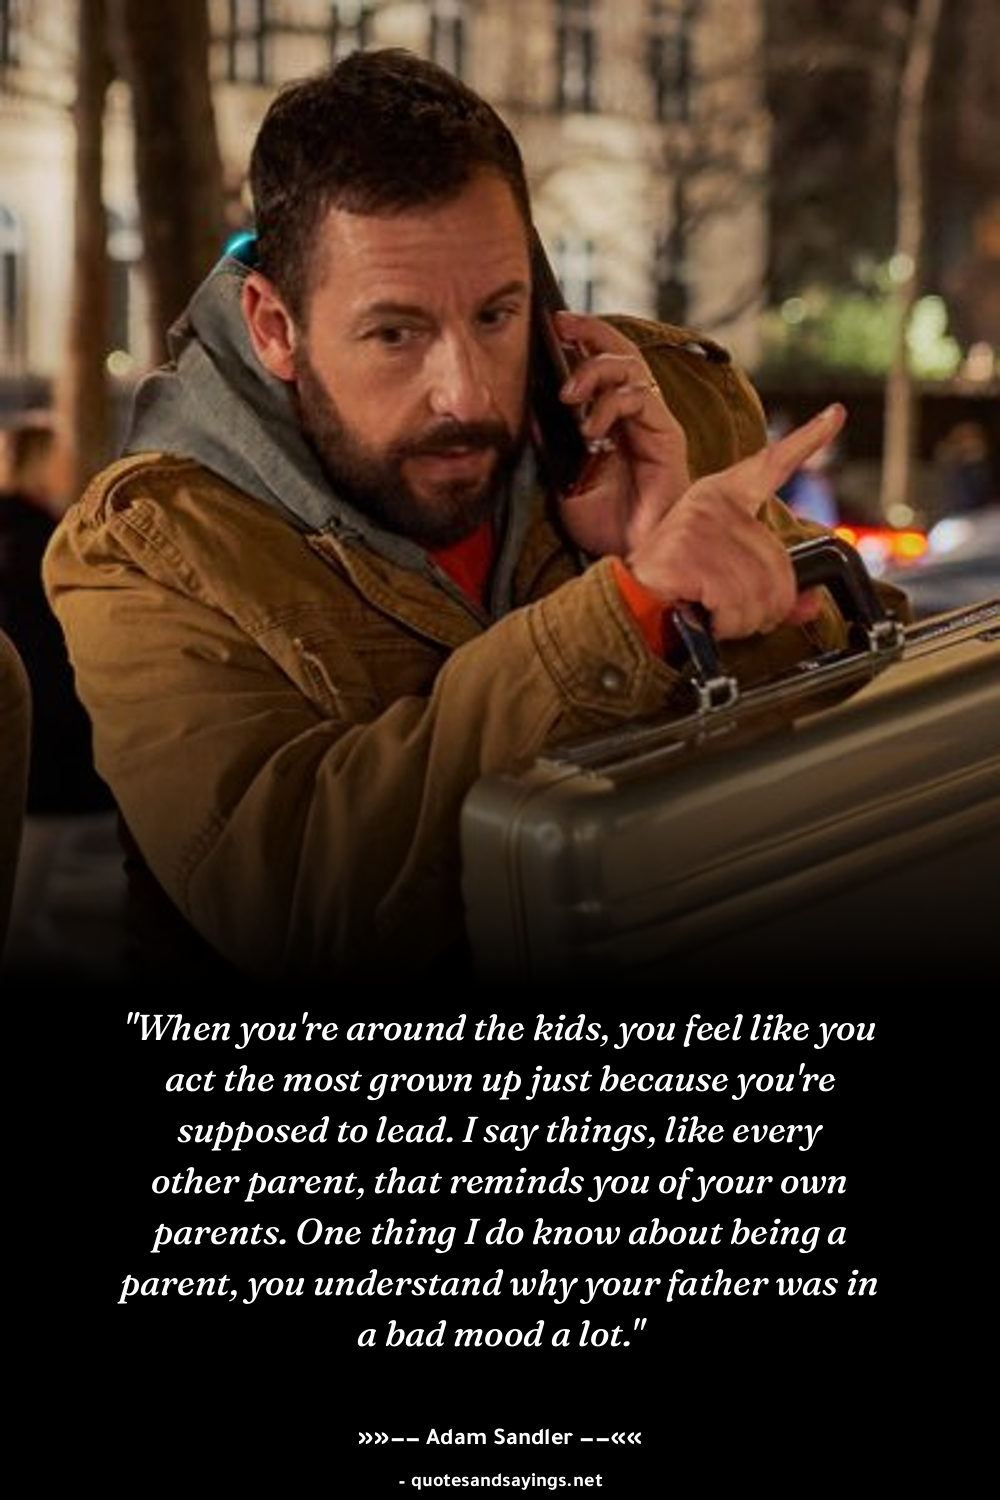 "When you're around the kids, you feel like you
act the most grown up just because you're
supposed to lead. I say things, like every
other parent, that reminds you of your own
parents. One thing I do know about being a
parent, you understand why your father was in
a bad mood a lot."
»»–– Adam Sandler ––««
- quotesandsayings.net